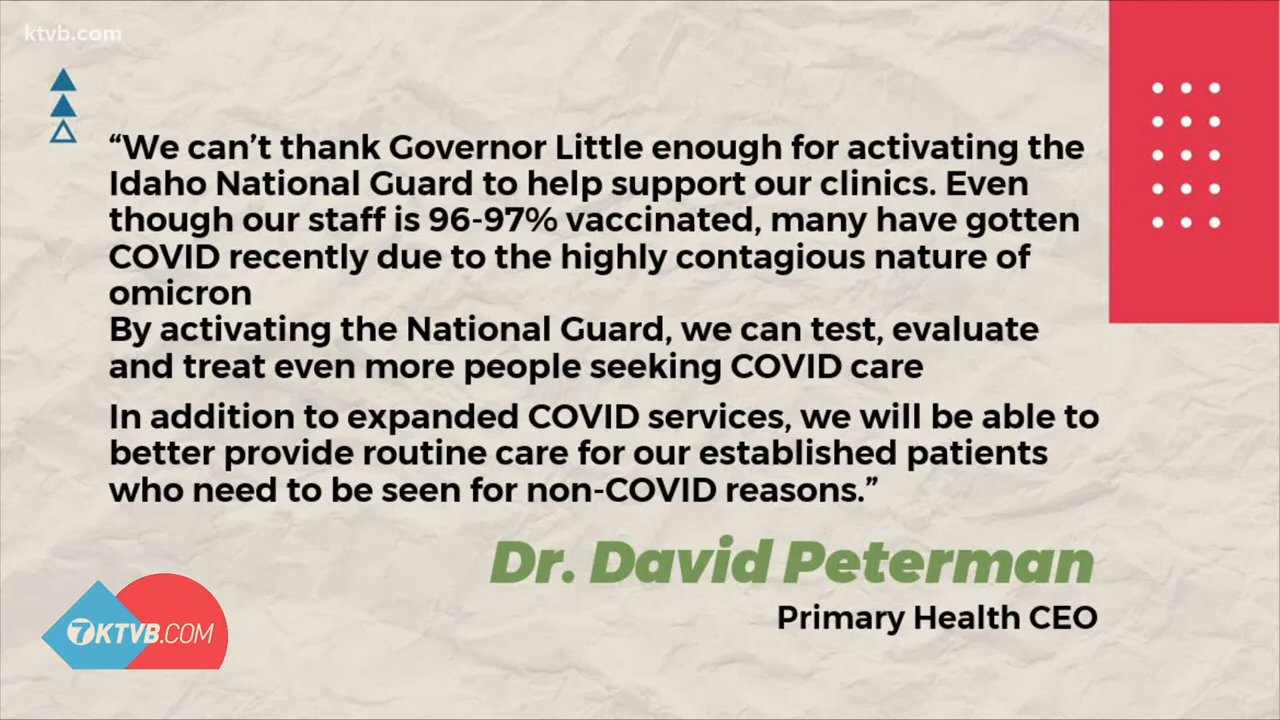 ktvb.com
“We can’t thank Governor Little enough for activating the
Idaho National Guard to help support our clinics. Even
though our staff is 96-97% vaccinated, many have gotten
COVID recently due to the highly contagious nature of
omicron
By activating the National Guard, we can test, evaluate
and treat even more people seeking COVID care
In addition to expanded COVID services, we will be able to
better provide routine care for our established patients
who need to be seen for non-COVID reasons.”
Dr. David Peterman
Primary Health CEO
7KTVB.COM